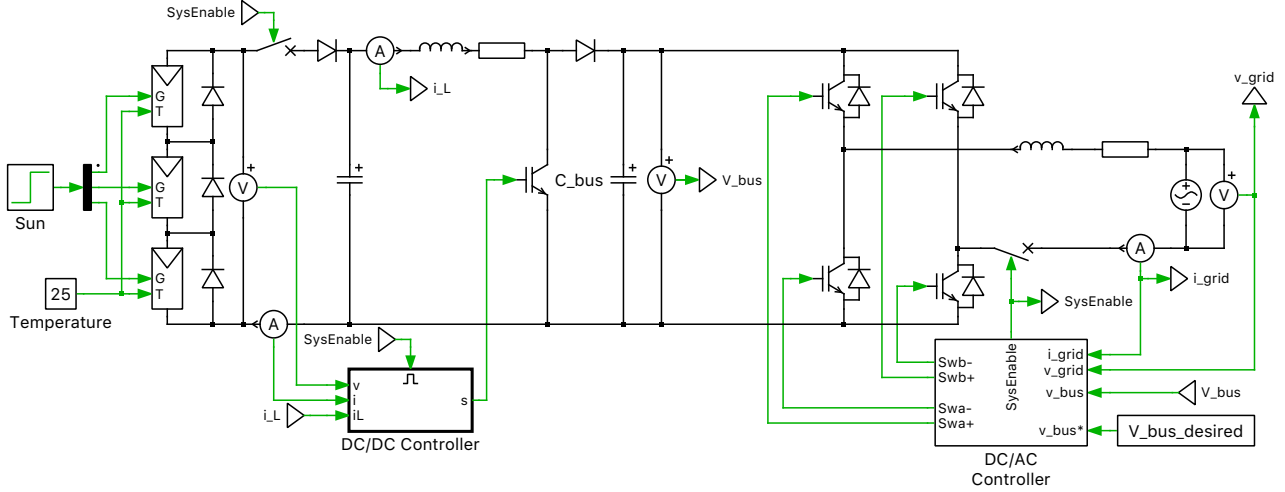 SysEnable
v_grid
A
i_L
G
T
G
T
G
T
Sun
25
Temperature
V
C_bus
V
V_bus
V
A
i_grid
SysEnable
A
SysEnable
i_L
v
i
iL
s
DC/DC Controller
Swb-
Swb+
Swa-
Swa+
SysEnable
i_grid
v_grid
v_bus
v_bus*
V_bus
V_bus_desired
DC/AC
Controller